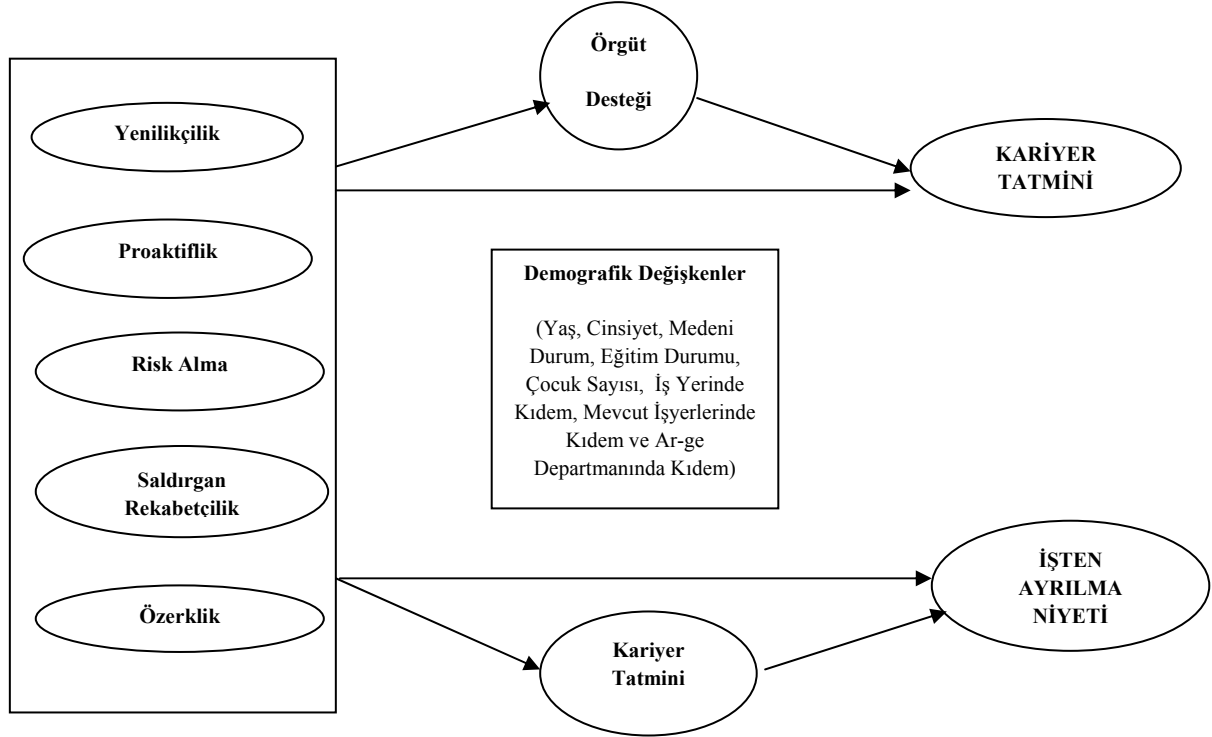 Örgüt
Desteği
Yenilikçilik
KARİYER
TATMİNİ
Proaktiflik
Demografik Değişkenler
(Yaş, Cinsiyet, Medeni
Durum, Eğitim Durumu,
Çocuk Sayısı, İş Yerinde
Kıdem, Mevcut İşyerlerinde
Kıdem ve Ar-ge
Departmanında Kıdem)
Risk Alma
Saldırgan
Rekabetçilik
İŞTEN
AYRILMA
NİYETİ
Özerklik
Kariyer
Tatmini